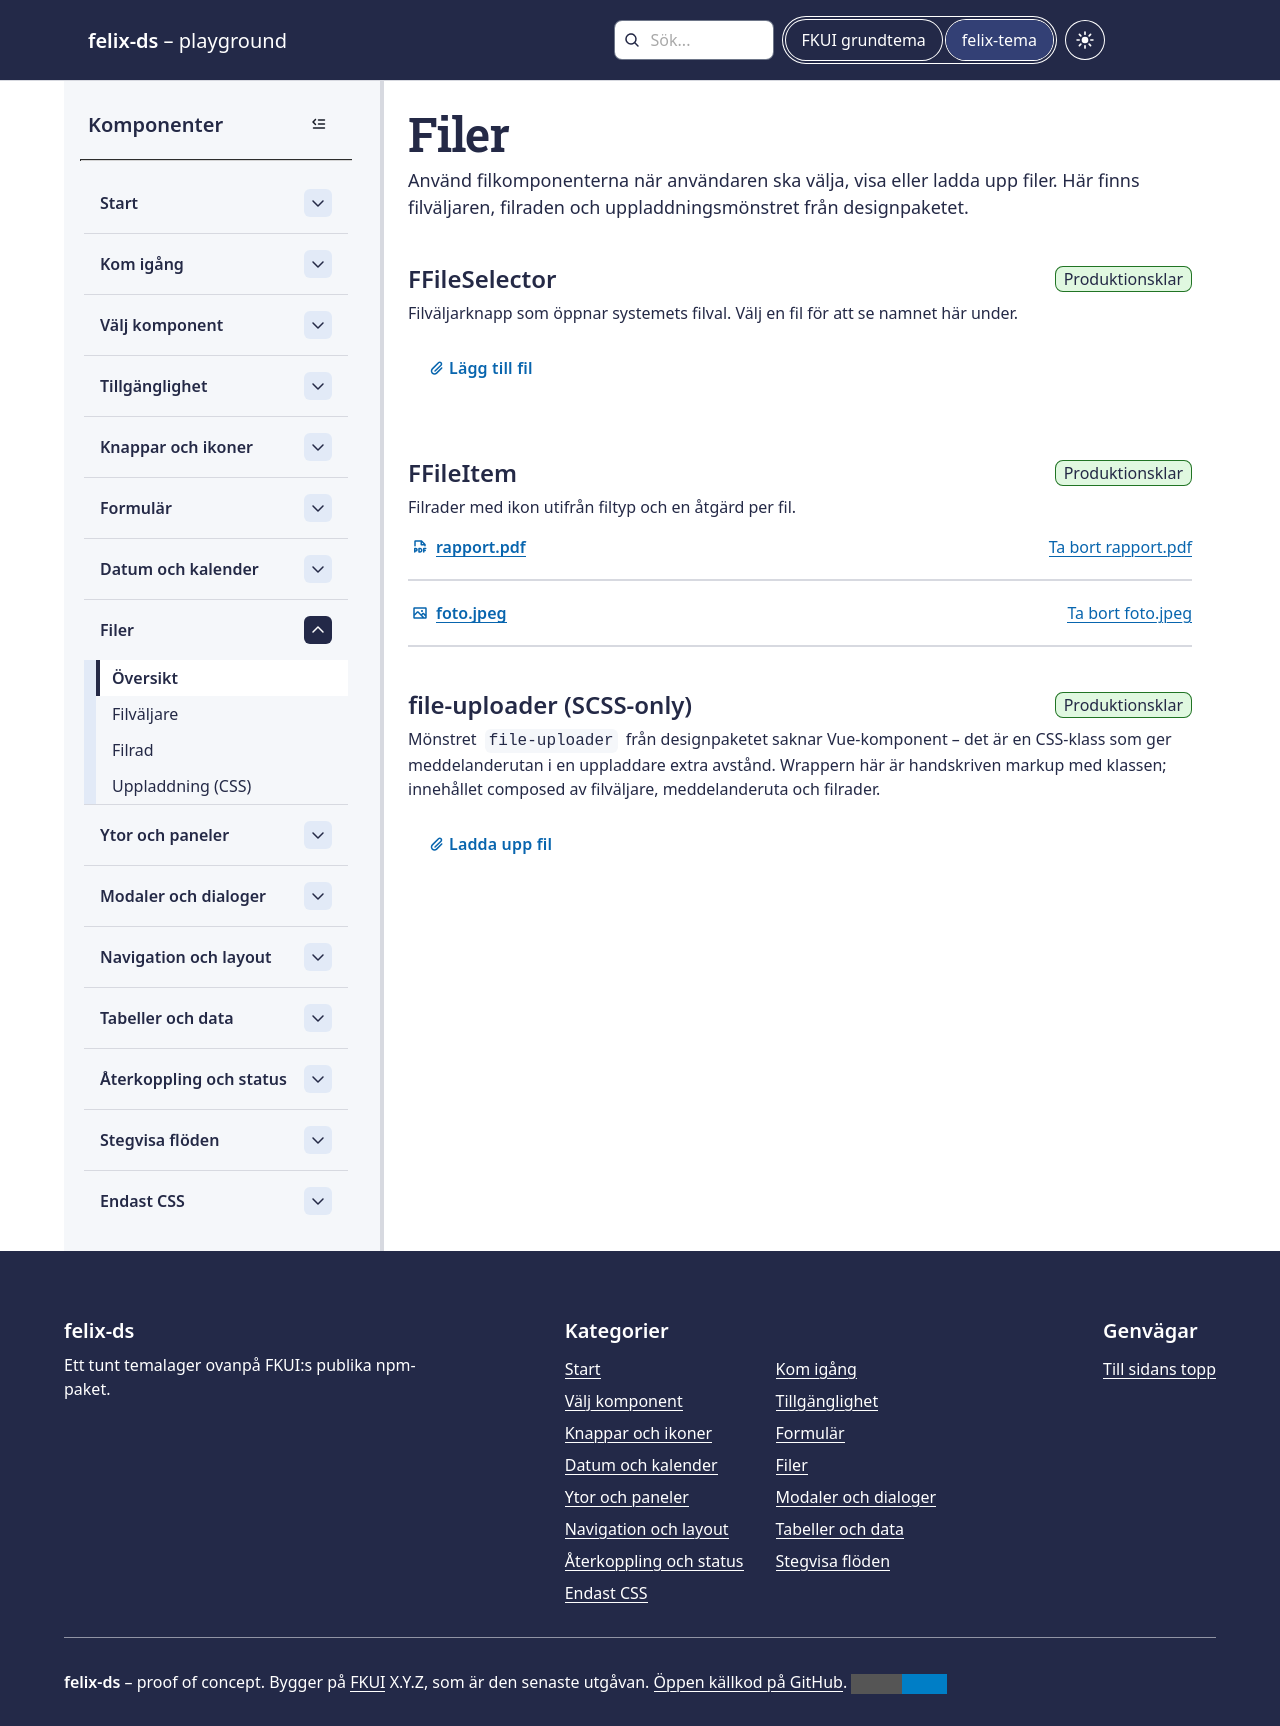 felix-ds – playground
Sök...
FKUI grundtema
felix-tema
Komponenter
Start
Kom igång
Välj komponent
Tillgänglighet
Knappar och ikoner
Formulär
Datum och kalender
Filer
Översikt
Filväljare
Filrad
Uppladdning (CSS)
Ytor och paneler
Modaler och dialoger
Navigation och layout
Tabeller och data
Återkoppling och status
Stegvisa flöden
Endast CSS
Filer
Använd filkomponenterna när användaren ska välja, visa eller ladda upp filer. Här finns
filväljaren, filraden och uppladdningsmönstret från designpaketet.
FFileSelector
Produktionsklar
Filväljarknapp som öppnar systemets filval. Välj en fil för att se namnet här under.
Lägg till fil
FFileItem
Produktionsklar
Filrader med ikon utifrån filtyp och en åtgärd per fil.
PDF
rapport.pdf
Ta bort rapport.pdf
foto.jpeg
Ta bort foto.jpeg
file-uploader (SCSS-only)
Produktionsklar
Mönstret file-uploader från designpaketet saknar Vue-komponent – det är en CSS-klass som ger
meddelanderutan i en uppladdare extra avstånd. Wrappern här är handskriven markup med klassen;
innehållet composed av filväljare, meddelanderuta och filrader.
Ladda upp fil
felix-ds
Ett tunt temalager ovanpå FKUI:s publika npm-
paket.
Kategorier
Start
Kom igång
Välj komponent
Tillgänglighet
Knappar och ikoner
Formulär
Datum och kalender
Filer
Ytor och paneler
Modaler och dialoger
Navigation och layout
Tabeller och data
Återkoppling och status
Stegvisa flöden
Endast CSS
Genvägar
Till sidans topp
felix-ds – proof of concept. Bygger på FKUI X.Y.Z, som är den senaste utgåvan. Öppen källkod på GitHub.